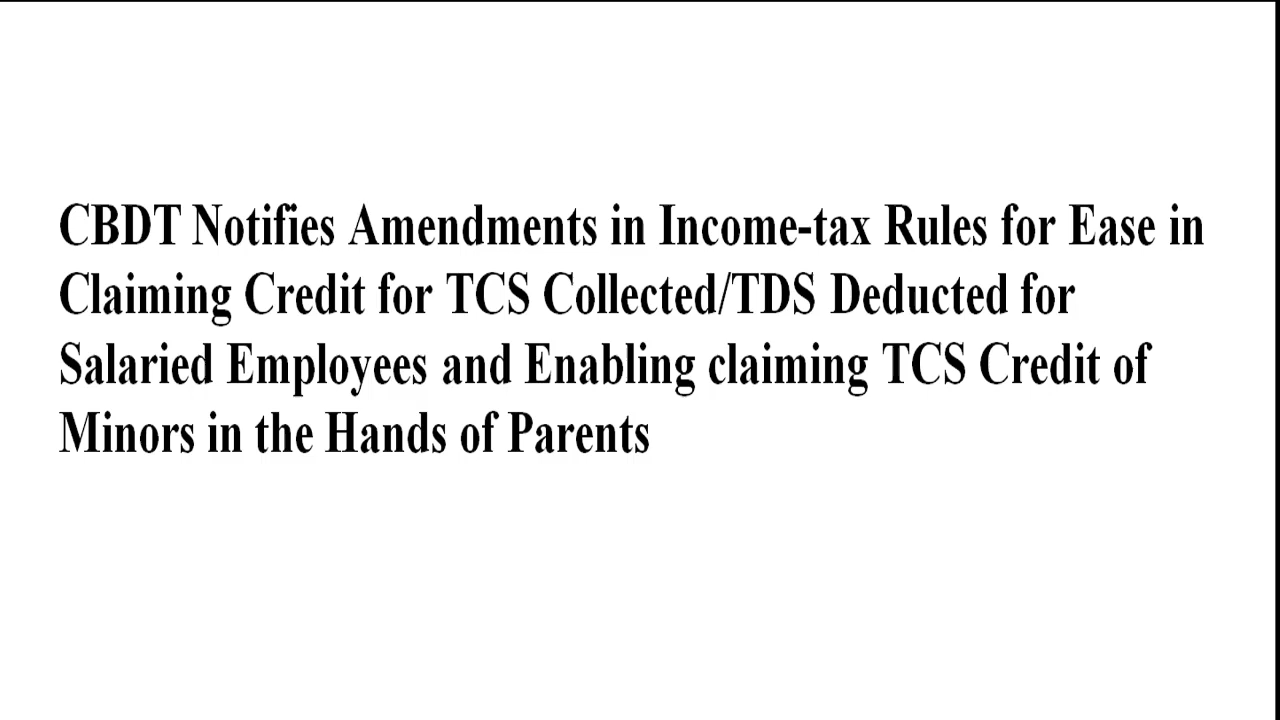 CBDT Notifies Amendments in Income-tax Rules for Ease in
Claiming Credit for TCS Collected/TDS Deducted for
Salaried Employees and Enabling claiming TCS Credit of
Minors in the Hands of Parents